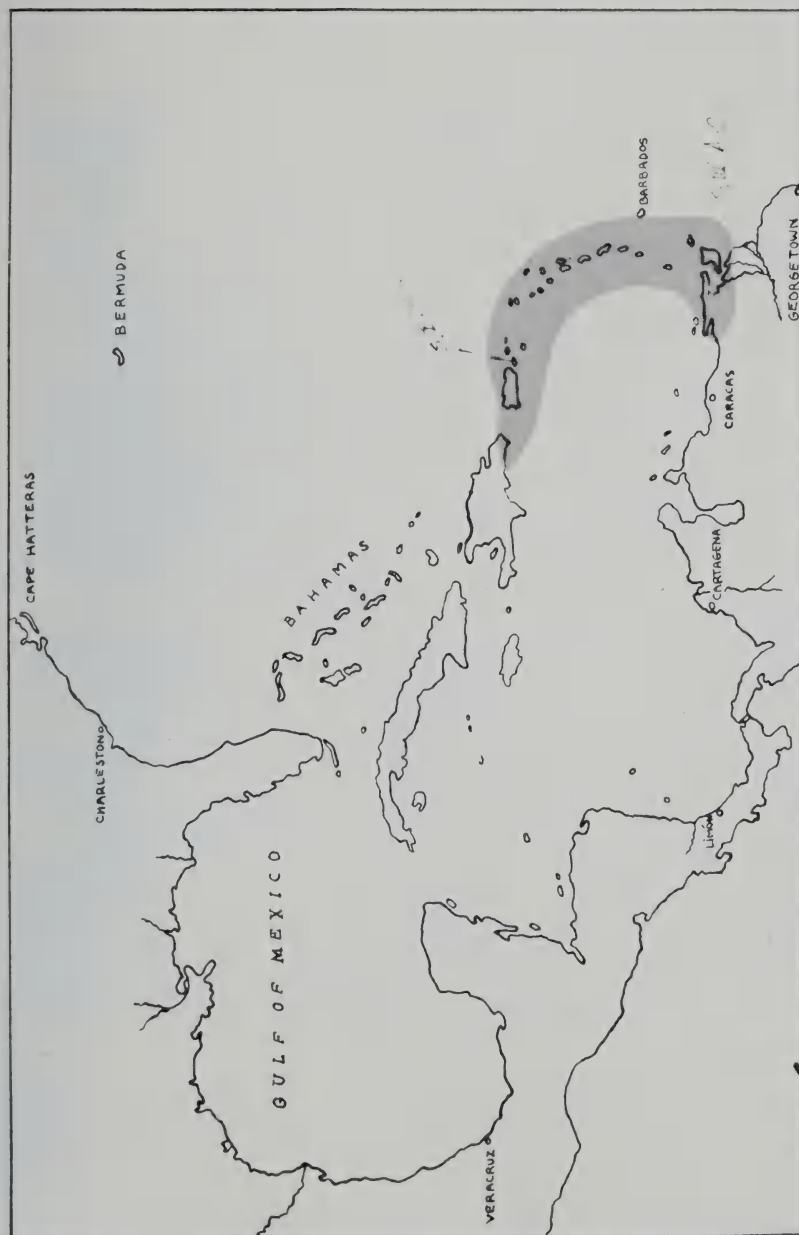 CAPE HATTERAS
BERMUDA
CHARLESTON
BAHAMAS
GULF OF MEXICO
BARBADOS
VERACRUZ
LIMÓN
CARTAGENA
CARACAS
GEORGETOWN